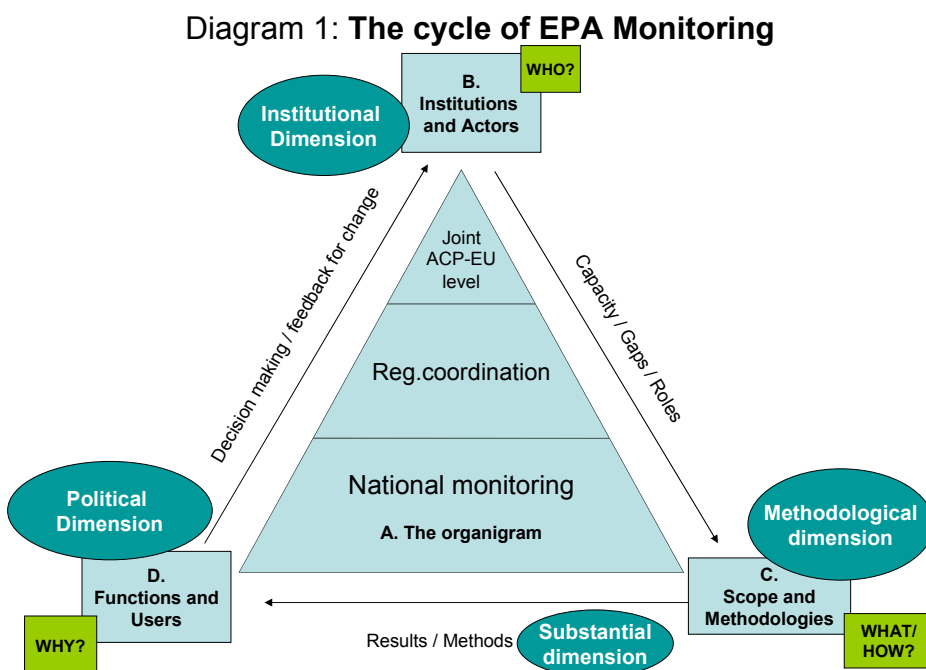 Diagram 1: The cycle of EPA Monitoring
WHO?
B.
Institutions
and Actors
Institutional
Dimension
Decision making / feedback for change
Joint
ACP-EU
level
Capacity / Gaps / Roles
Reg.coordination
National monitoring
A. The organigram
Political
Dimension
Methodological
dimension
D.
Functions and
Users
WHY?
C.
Scope and
Methodologies
WHAT/
HOW?
Results / Methods
Substantial
dimension